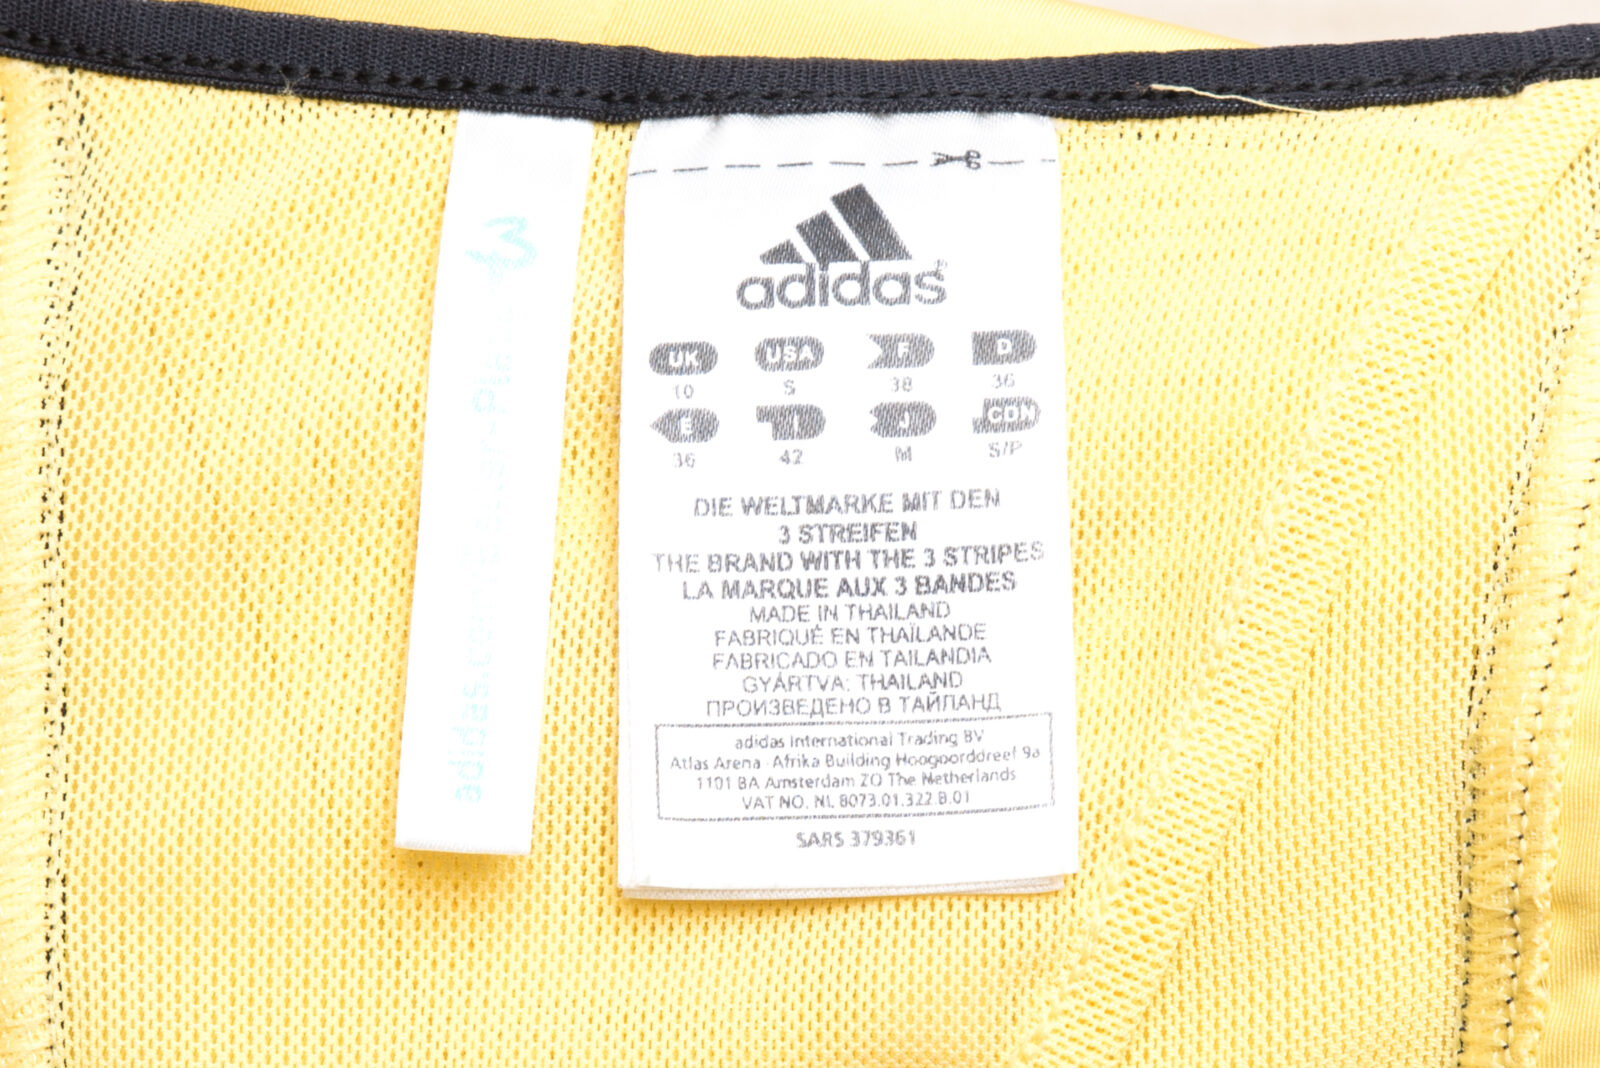 adidas.com
adidas®
UK USA F D
10 S 38 36
E I J CDN
36 42 M S/P
DIE WELTMARKE MIT DEN
3 STREIFEN
THE BRAND WITH THE 3 STRIPES
LA MARQUE AUX 3 BANDES
MADE IN THAILAND
FABRIQUÉ EN THAÏLANDE
FABRICADO EN TAILANDIA
GYÁRTVA: THAILAND
ПРОИЗВЕДЕНО В ТАЙЛАНД
adidas International Trading BV
Atlas Arena - Afrika Building Hoogoorddreef 9a
1101 BA Amsterdam ZO The Netherlands
VAT NO. NL 8073.01.322.B.01
SARS 379361